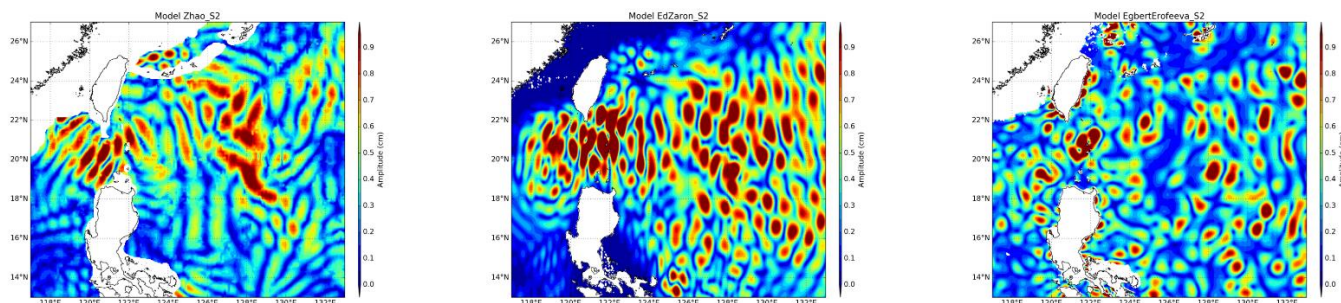 Model Zhao_S2
26°N
24°N
22°N
20°N
18°N
16°N
14°N
118°E 120°E 122°E 124°E 126°E 128°E 130°E 132°E
0.9
0.8
0.7
0.6
0.5
0.4
0.3
0.2
0.1
0.0
Amplitude (cm)
Model EdZaron_S2
26°N
24°N
22°N
20°N
18°N
16°N
14°N
118°E 120°E 122°E 124°E 126°E 128°E 130°E 132°E
0.9
0.8
0.7
0.6
0.5
0.4
0.3
0.2
0.1
0.0
Amplitude (cm)
Model EgbertErofeeva_S2
26°N
24°N
22°N
20°N
18°N
16°N
14°N
118°E 120°E 122°E 124°E 126°E 128°E 130°E 132°E
0.9
0.8
0.7
0.6
0.5
0.4
0.3
0.2
0.1
0.0
Amplitude (cm)